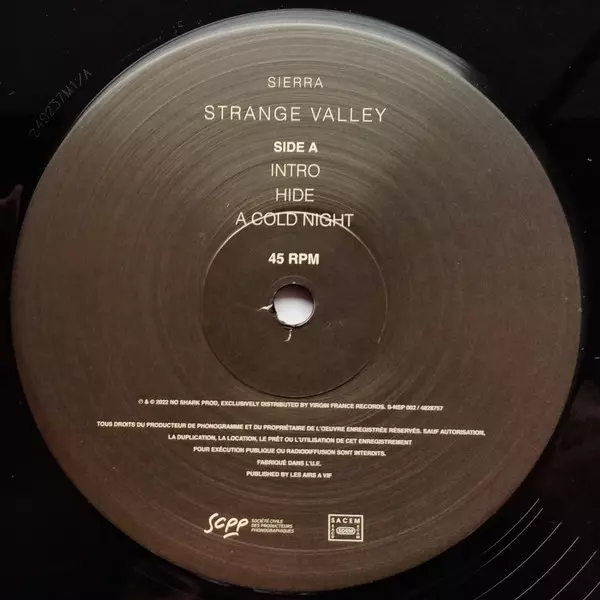 SIERRA
STRANGE VALLEY
SIDE A
INTRO
HIDE
A COLD NIGHT
45 RPM
℗ & © 2022 NO SHARK PROD, EXCLUSIVELY DISTRIBUTED BY VIRGIN FRANCE RECORDS. S-NSP 002 / 4828757
TOUS DROITS DU PRODUCTEUR DE PHONOGRAMME ET DU PROPRIÉTAIRE DE L'OEUVRE ENREGISTRÉE RÉSERVÉS. SAUF AUTORISATION,
LA DUPLICATION, LA LOCATION, LE PRÊT OU L'UTILISATION DE CET ENREGISTREMENT
POUR EXÉCUTION PUBLIQUE OU RADIODIFFUSION SONT INTERDITS.
FABRIQUÉ DANS L'U.E.
PUBLISHED BY LES AIRS A VIF
scpp
SOCIÉTÉ CIVILE
DES PRODUCTEURS
PHONOGRAPHIQUES
SACEM